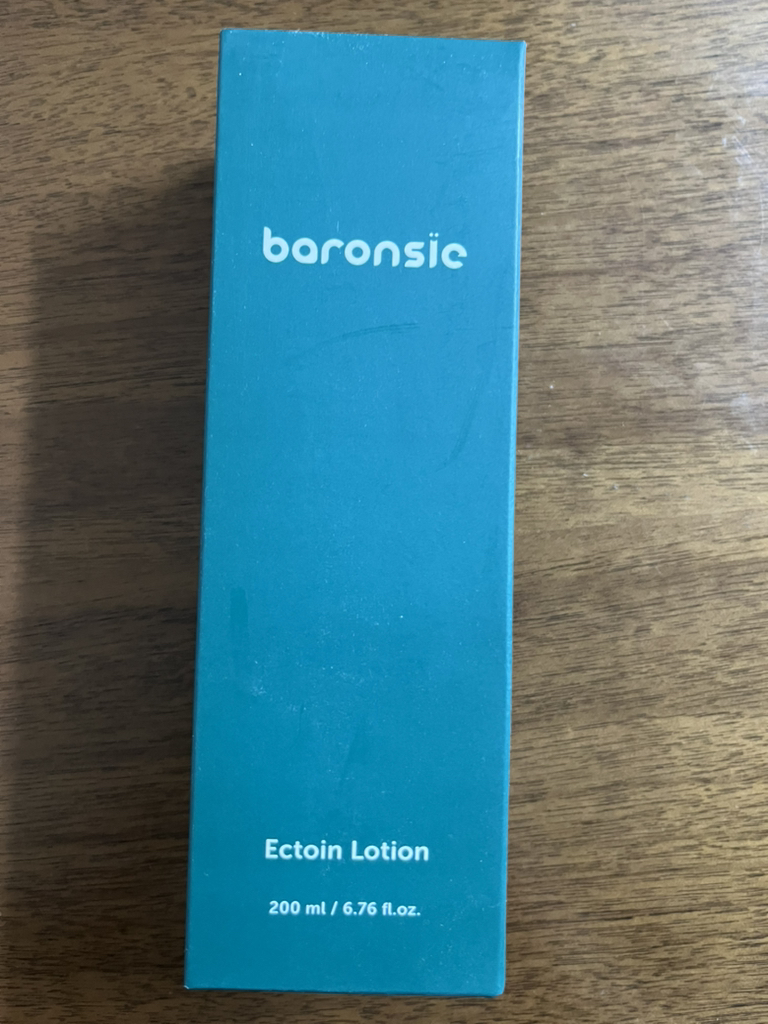 baronsïe
Ectoin Lotion
200 ml / 6.76 fl.oz.